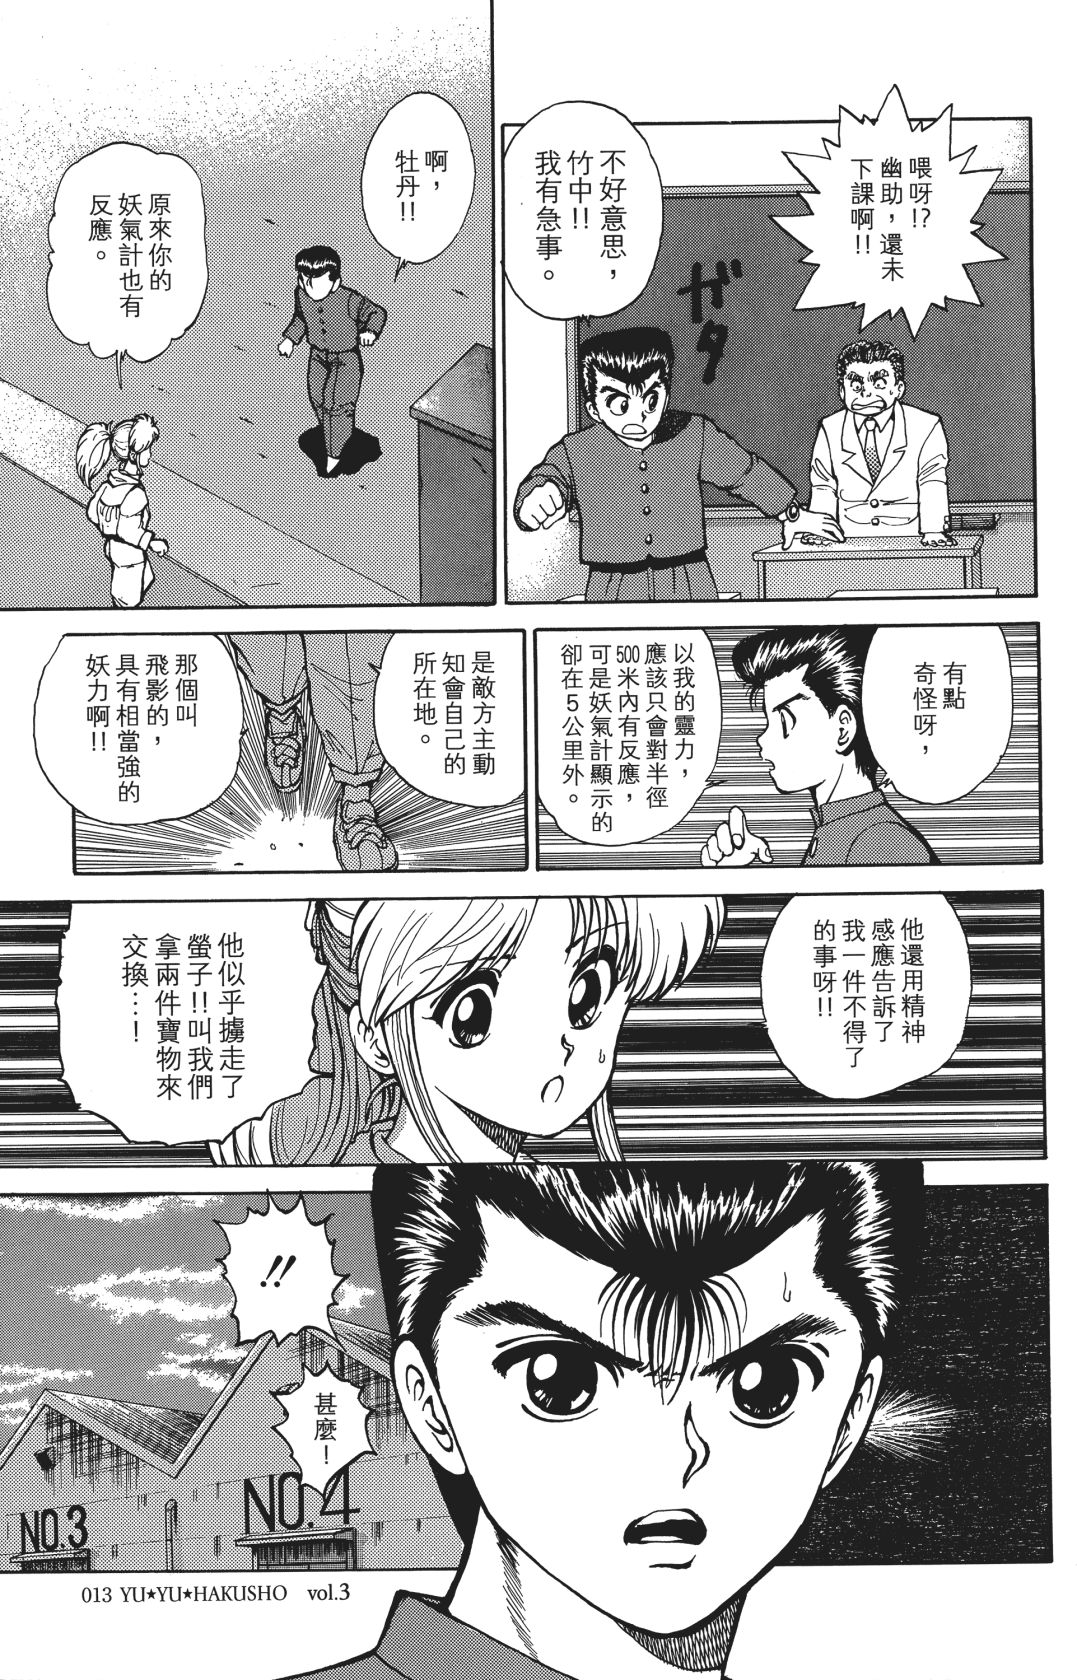 喂呀!?
幽助，還未
下課啊!!
不好意思，
竹中!!
我有急事。
ガタ
啊，
牡丹!!
原來你的
妖氣計也有
反應。
有點
奇怪呀，
以我的靈力，
應該只會對半徑
500米內有反應，
可是妖氣計顯示的
卻在5公里外。
是敵方主動
知會自己的
所在地。
那個叫
飛影的，
具有相當強的
妖力啊!!
他還用精神
感應告訴了
我一件不得了
的事呀!!
他似乎擄走了
螢子!!叫我們
拿兩件寶物來
交換…!
!!
甚麼!
NO.3
NO.4
013 YU★YU★HAKUSHO vol.3